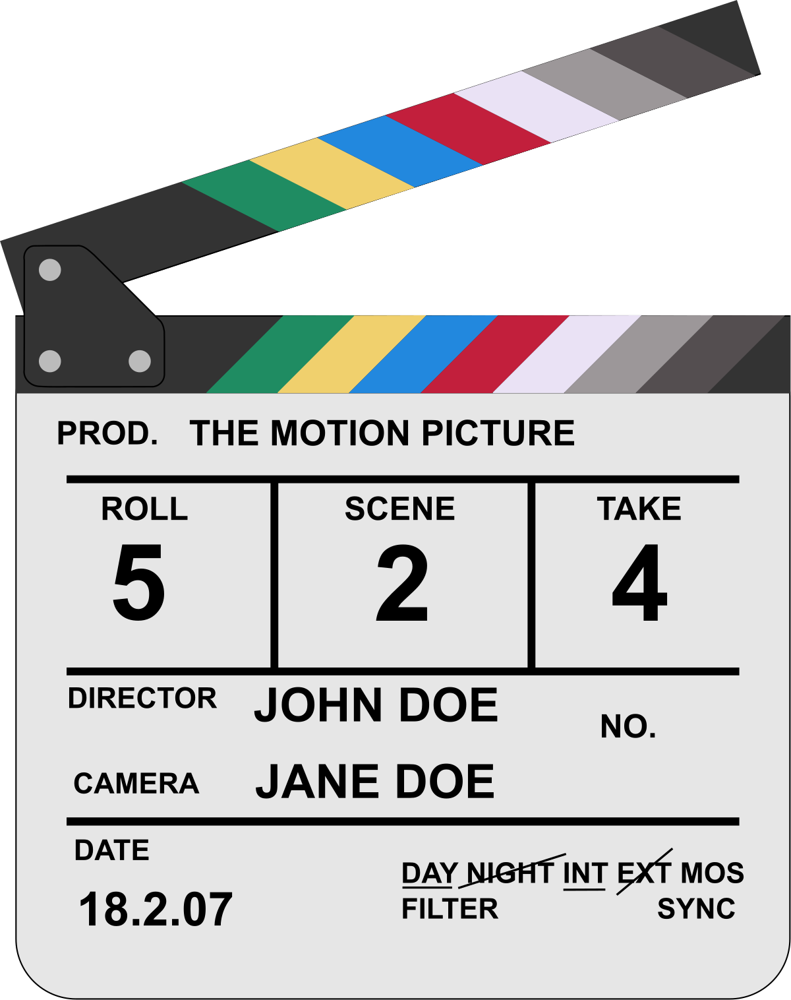 PROD. THE MOTION PICTURE
ROLL SCENE TAKE
5 2 4
DIRECTOR JOHN DOE
NO.
CAMERA JANE DOE
DATE
DAY NIGHT INT EXT MOS
18.2.07
FILTER SYNC